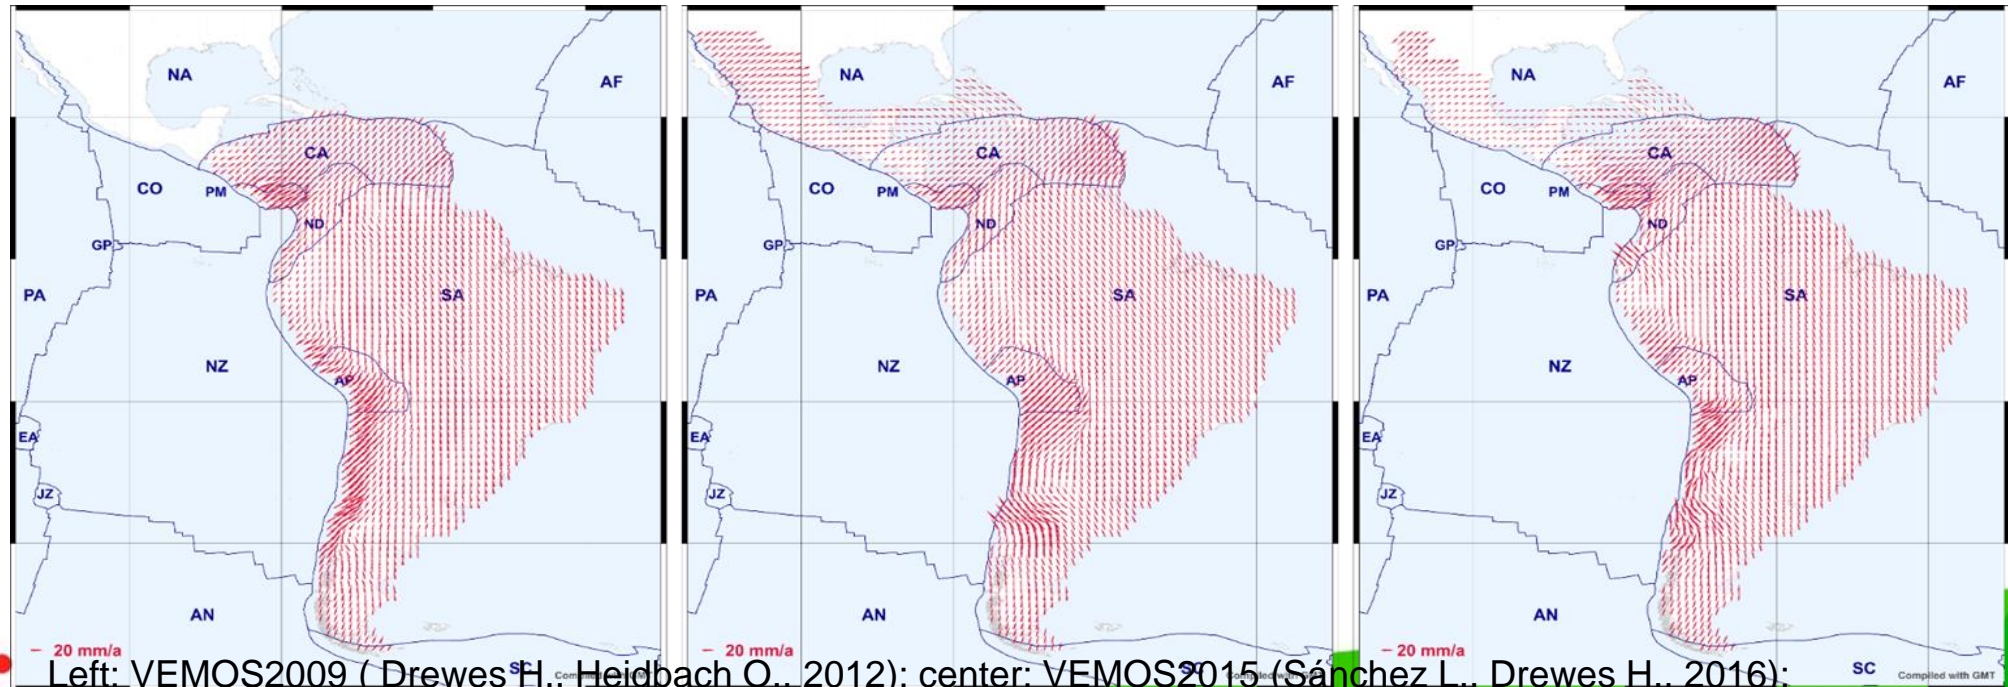 NA
AF
CA
CO
PM
ND
GP
PA
SA
NZ
AP
EA
JZ
AN
20 mm/a
SC
NA
AF
CA
CO
PM
ND
GP
PA
SA
NZ
AP
EA
JZ
AN
20 mm/a
SC
NA
AF
CA
CO
PM
ND
GP
PA
SA
NZ
AP
EA
JZ
AN
20 mm/a
SC
Compiled with GMT
Left: VEMOS2009 ( Drewes H., Heidbach O., 2012); center: VEMOS2015 (Sánchez L., Drewes H., 2016);